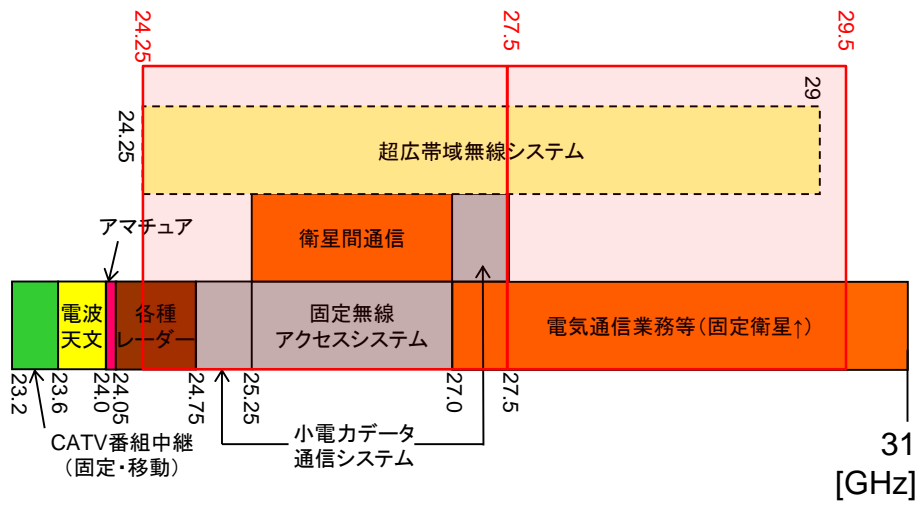 24.25
27.5
29.5
24.25
29
超広帯域無線システム
アマチュア
衛星間通信
電波
天文
各種
レーダー
固定無線
アクセスシステム
電気通信業務等(固定衛星↑)
23.2
23.6
24.0
24.05
24.75
25.25
27.0
27.5
CATV番組中継
(固定・移動)
小電力データ
通信システム
31
[GHz]